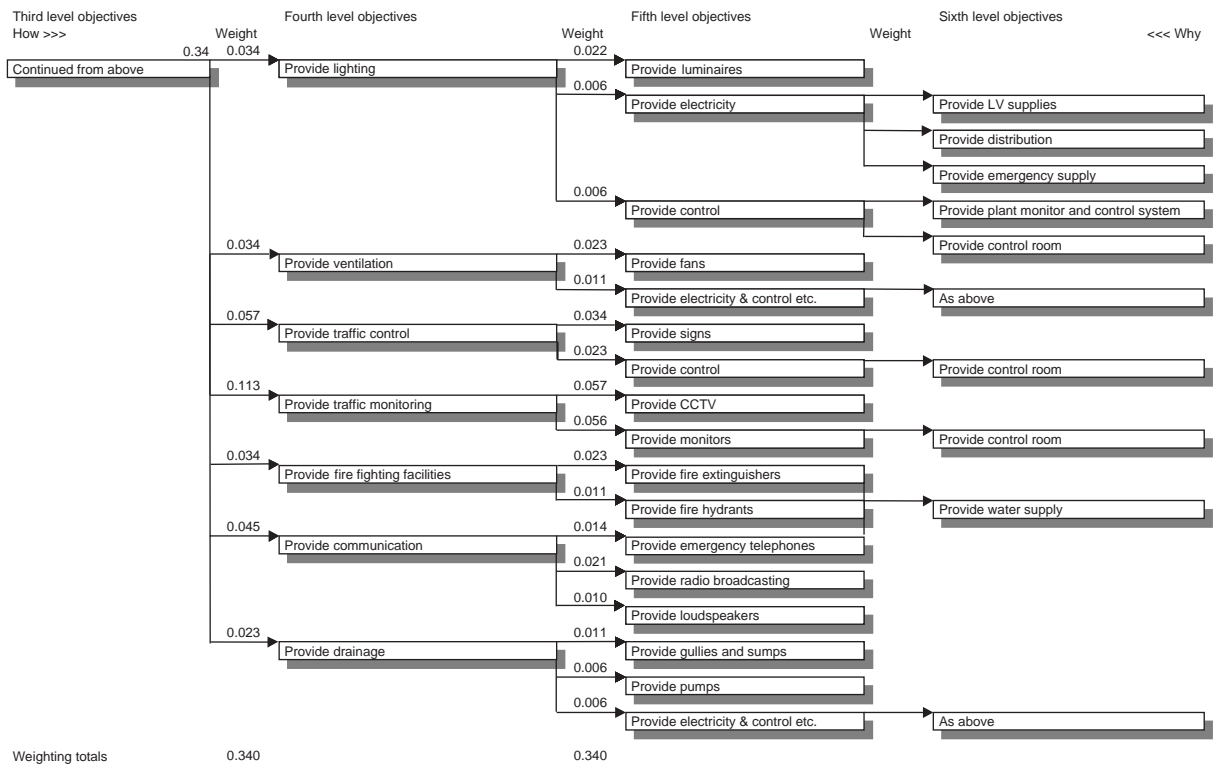 Third level objectives Fourth level objectives Fifth level objectives Sixth level objectives
How >>> Weight Weight Weight <<< Why
0.34 0.034 0.022
Continued from above Provide lighting Provide luminaires
0.006
Provide electricity Provide LV supplies
Provide distribution
Provide emergency supply
0.006
Provide control Provide plant monitor and control system
Provide control room
0.034 0.023
Provide ventilation Provide fans
0.011
Provide electricity & control etc. As above
0.057 0.034
Provide traffic control Provide signs
0.023
Provide control Provide control room
0.113 0.057
Provide traffic monitoring Provide CCTV
0.056
Provide monitors Provide control room
0.034 0.023
Provide fire fighting facilities Provide fire extinguishers
0.011
Provide fire hydrants Provide water supply
0.045 0.014
Provide communication Provide emergency telephones
0.021
Provide radio broadcasting
0.010
Provide loudspeakers
0.023 0.011
Provide drainage Provide gullies and sumps
0.006
Provide pumps
0.006
Provide electricity & control etc. As above
Weighting totals 0.340 0.340